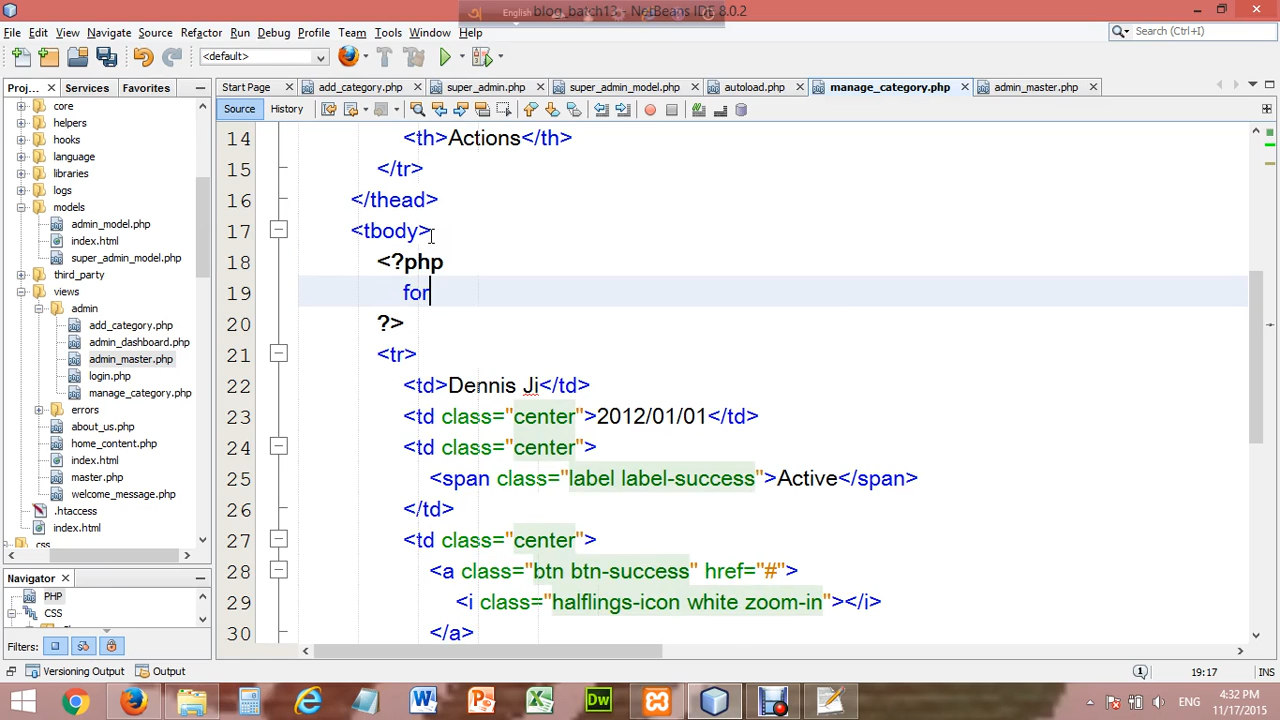 English
blog_batch13 - NetBeans IDE 8.0.2
File Edit View Navigate Source Refactor Run Debug Profile Team Tools Window Help
Search (Ctrl+I)
<default>
Proj... Services Favorites
Start Page add_category.php super_admin.php super_admin_model.php autoload.php manage_category.php admin_master.php
Source History
core
helpers
hooks
language
libraries
logs
models
admin_model.php
index.html
super_admin_model.php
third_party
views
admin
add_category.php
admin_dashboard.php
admin_master.php
login.php
manage_category.php
errors
about_us.php
home_content.php
index.html
master.php
welcome_message.php
.htaccess
index.html
css
14 <th>Actions</th>
15 </tr>
16 </thead>
17 <tbody>
18 <?php
19 for
20 ?>
21 <tr>
22 <td>Dennis Ji</td>
23 <td class="center">2012/01/01</td>
24 <td class="center">
25 <span class="label label-success">Active</span>
26 </td>
27 <td class="center">
28 <a class="btn btn-success" href="#">
29 <i class="halflings-icon white zoom-in"></i>
30 </a>
Navigator
PHP
CSS
Filters:
Versioning Output Output
1 19:17 INS
ENG
4:32 PM
11/17/2015